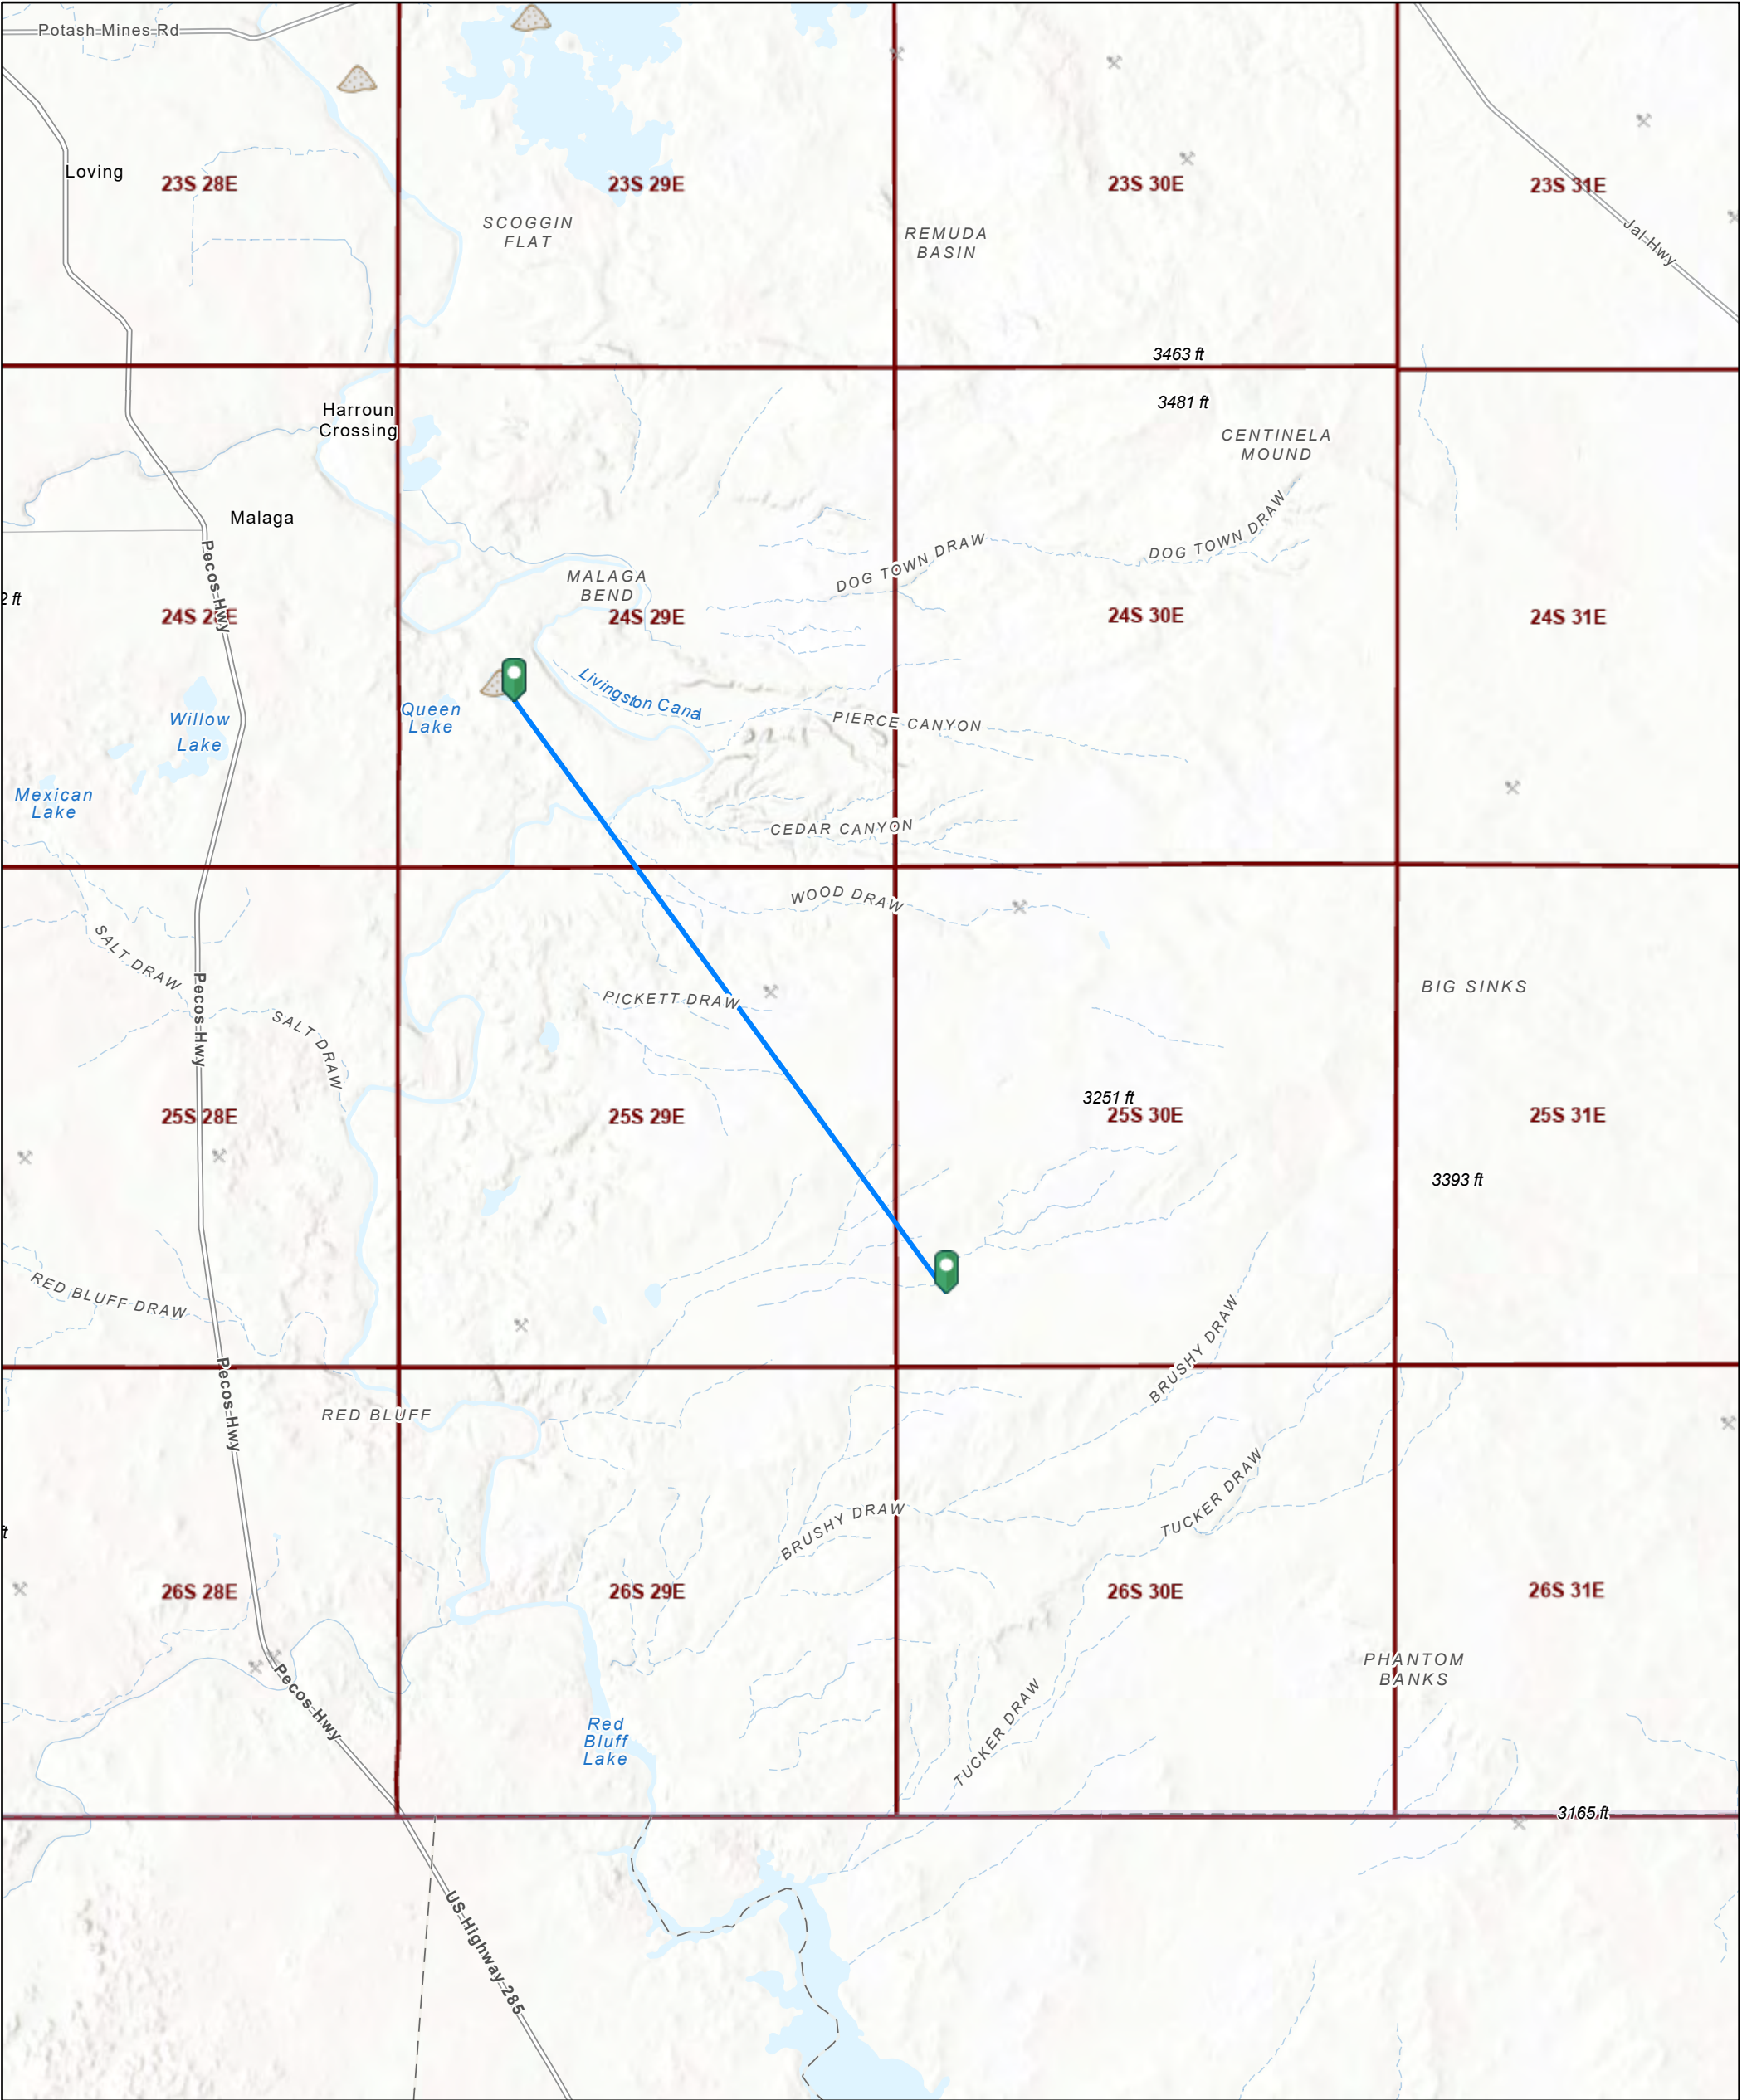 Potash Mines Rd
Loving
23S 28E
23S 29E
23S 30E
23S 31E
SCOGGIN
FLAT
REMUDA
BASIN
Jal-Hwy
3463 ft
3481 ft
Harroun
Crossing
CENTINELA
MOUND
Malaga
Pecos-Hwy
DOG TOWN DRAW
DOG TOWN DRAW
MALAGA
BEND
2 ft
24S 28E
24S 29E
24S 30E
24S 31E
Livingston Canal
Queen
Lake
Willow
Lake
PIERCE CANYON
Mexican
Lake
CEDAR CANYON
WOOD DRAW
SALT DRAW
Pecos-Hwy
PICKETT DRAW
BIG SINKS
SALT DRAW
3251 ft
25S 28E
25S 29E
25S 30E
25S 31E
3393 ft
RED BLUFF DRAW
BRUSHY DRAW
Pecos-Hwy
RED BLUFF
TUCKER DRAW
BRUSHY DRAW
ft
26S 28E
26S 29E
26S 30E
26S 31E
PHANTOM
BANKS
Pecos-Hwy
TUCKER DRAW
Red
Bluff
Lake
3165 ft
US-Highway-285